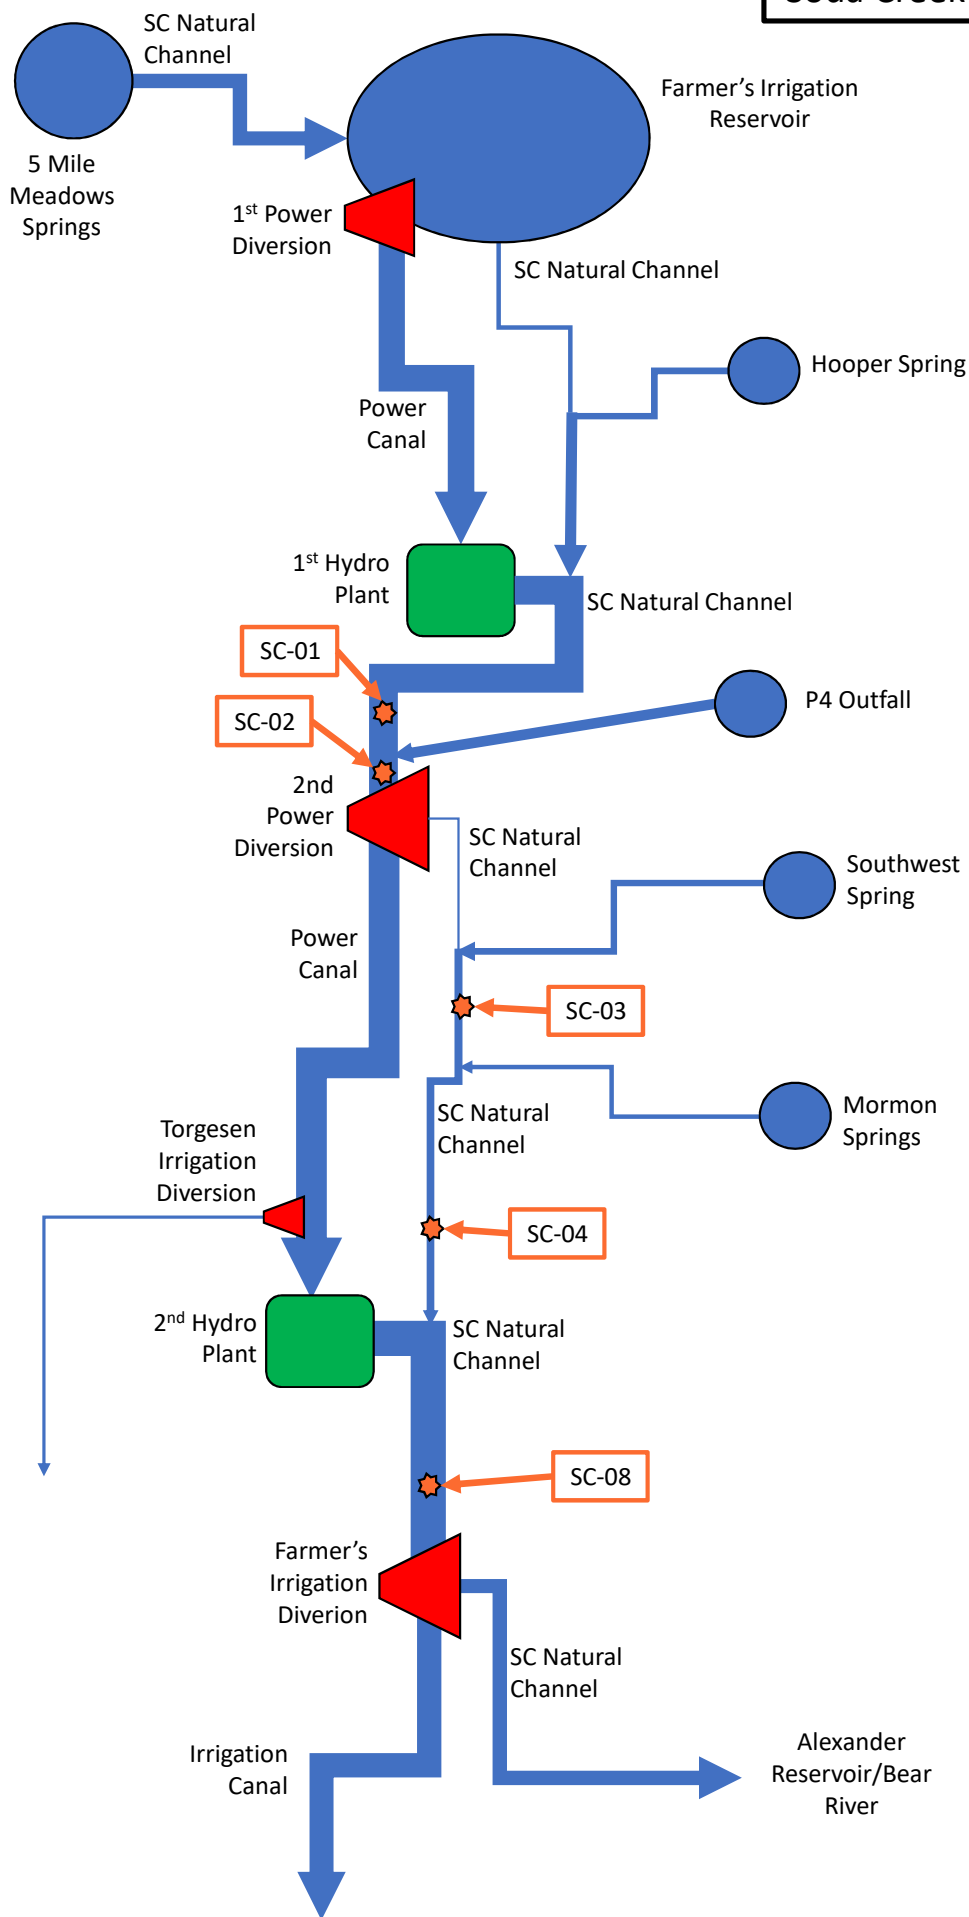 SC Natural
Channel
5 Mile
Meadows
Springs
Farmer's Irrigation
Reservoir
1st Power
Diversion
SC Natural Channel
Hooper Spring
Power
Canal
1st Hydro
Plant
SC Natural Channel
SC-01
SC-02
P4 Outfall
2nd
Power
Diversion
SC Natural
Channel
Southwest
Spring
Power
Canal
SC-03
SC Natural
Channel
Mormon
Springs
Torgesen
Irrigation
Diversion
SC-04
2nd Hydro
Plant
SC Natural
Channel
SC-08
Farmer's
Irrigation
Diverion
SC Natural
Channel
Irrigation
Canal
Alexander
Reservoir/Bear
River